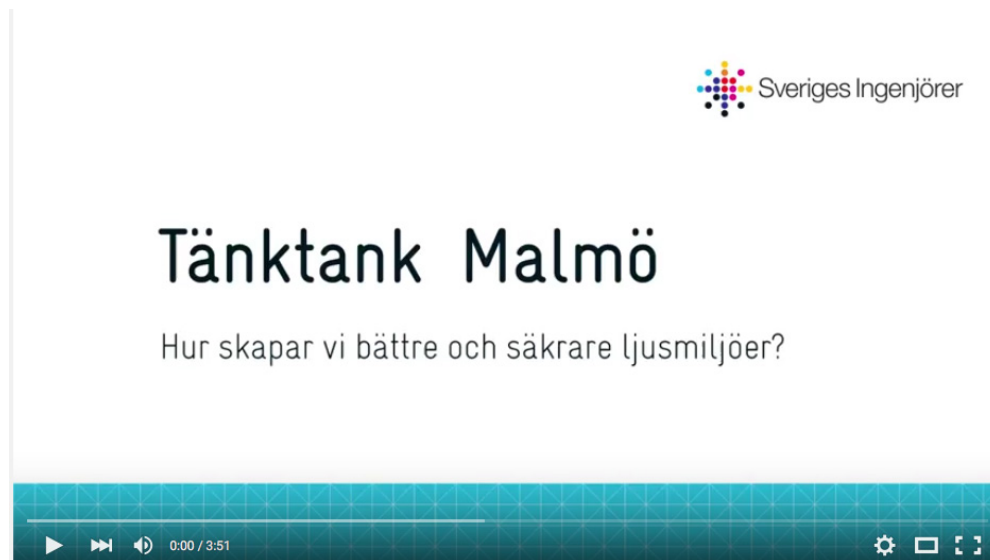 Sveriges Ingenjörer
Tänktank Malmö
Hur skapar vi bättre och säkrare ljusmiljöer?
0:00 / 3:51